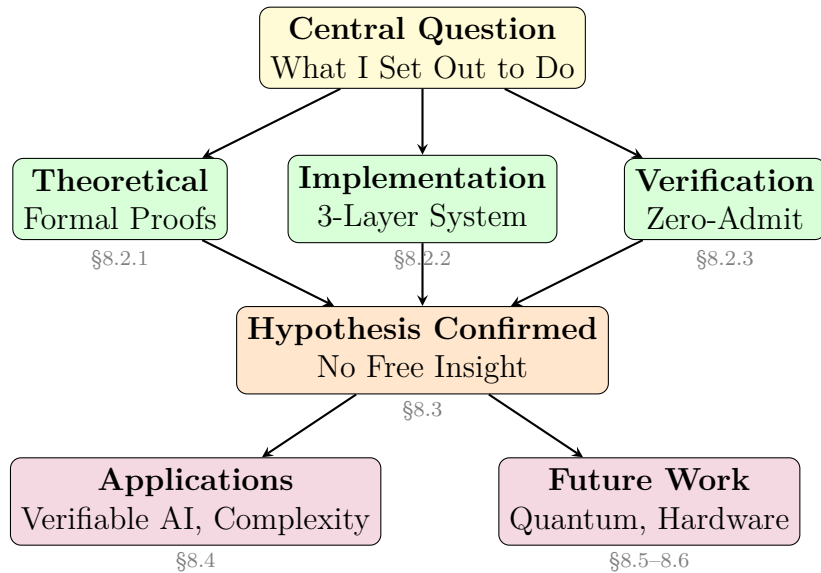 Central Question
What I Set Out to Do
Theoretical
Formal Proofs
§8.2.1
Implementation
3-Layer System
§8.2.2
Verification
Zero-Admit
§8.2.3
Hypothesis Confirmed
No Free Insight
§8.3
Applications
Verifiable AI, Complexity
§8.4
Future Work
Quantum, Hardware
§8.5–8.6